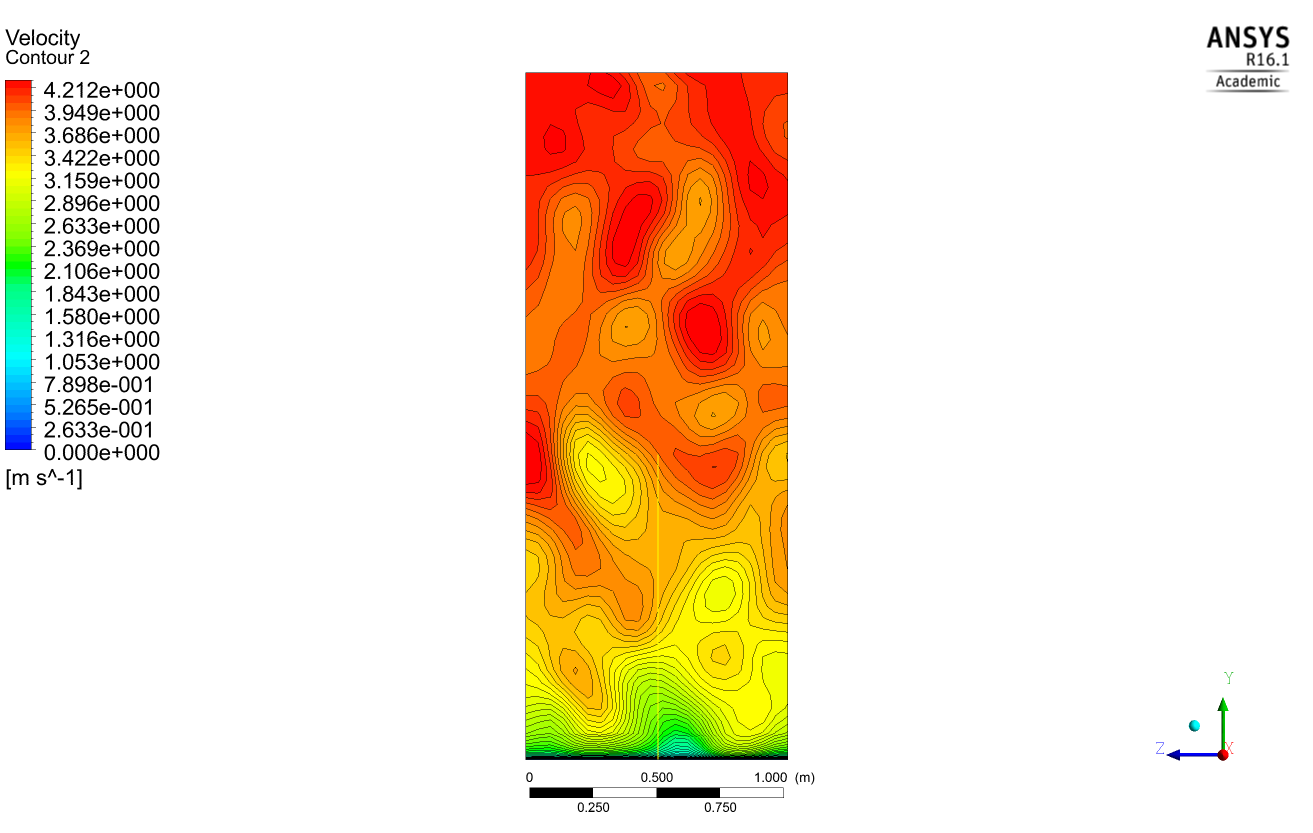 Velocity
Contour 2
4.212e+000
3.949e+000
3.686e+000
3.422e+000
3.159e+000
2.896e+000
2.633e+000
2.369e+000
2.106e+000
1.843e+000
1.580e+000
1.316e+000
1.053e+000
7.898e-001
5.265e-001
2.633e-001
0.000e+000
[m s^-1]
ANSYS
R16.1
Academic
Y
Z
X
0 0.500 1.000 (m)
0.250 0.750